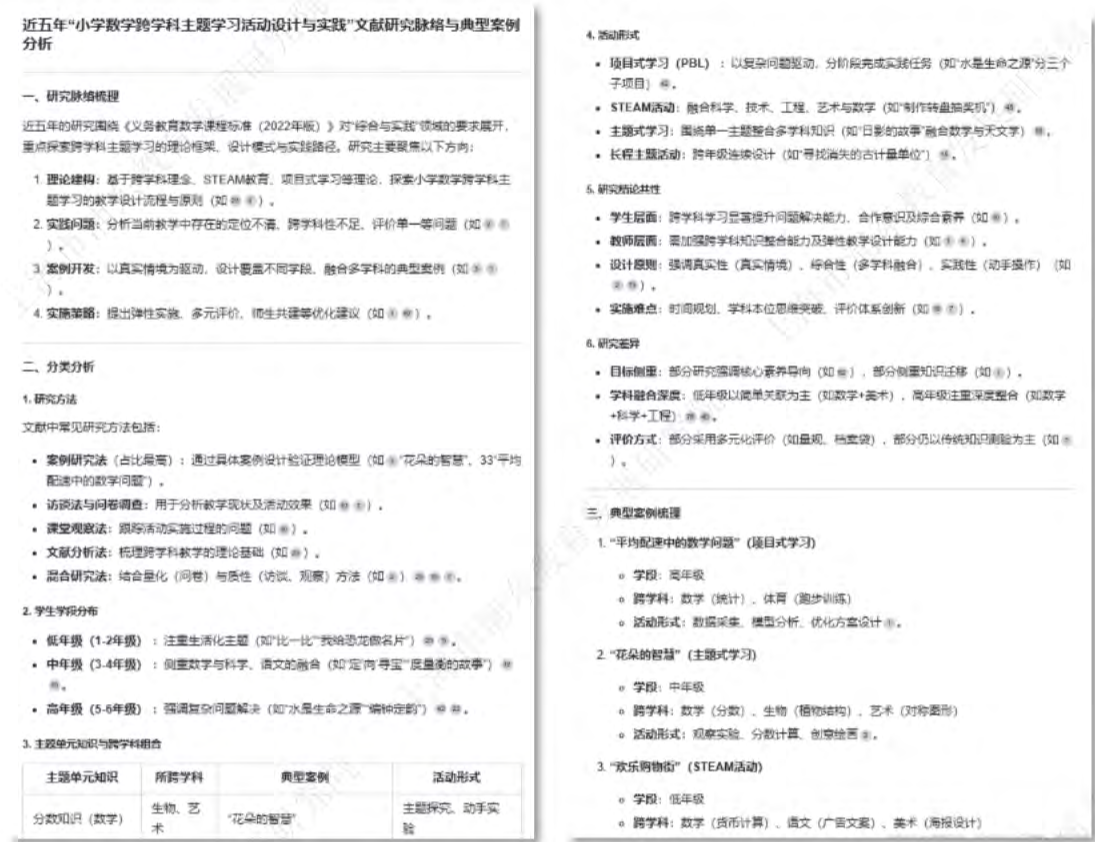 近五年“小学数学跨学科主题学习活动设计与实践”文献研究脉络与典型案例
分析
一、研究脉络梳理
近五年的研究围绕《义务教育数学课程标准（2022年版）》对“综合与实践”领域的要求展开，
重点探索跨学科主题学习的理论框架、设计模式与实践路径。研究主要聚焦以下方向：
1. 理论建构：基于跨学科理念、STEAM教育、项目式学习等理论，探索小学数学跨学科主
题学习的教学设计流程与原则（如
）。
2. 实践问题：分析当前教学中存在的定位不清、跨学科性不足、评价单一等问题（如
）。
3. 案例开发：以真实情境为驱动，设计覆盖不同学段、融合多学科的典型案例（如
）。
4. 实施策略：提出弹性实施、多元评价、师生共建等优化建议（如
）。
二、分类分析
1. 研究方法
文献中常见研究方法包括：
• 案例研究法（占比最高）：通过具体案例设计验证理论模型（如 “花朵的智慧”、33“平均
配速中的数学问题”）。
• 访谈法与问卷调查：用于分析教学现状及活动效果（如 ）。
• 课堂观察法：跟踪活动实施过程的问题（如 ）。
• 文献分析法：梳理跨学科教学的理论基础（如 ）。
• 混合研究法：结合量化（问卷）与质性（访谈、观察）方法（如 ） 。
2. 学生学段分布
• 低年级（1-2年级）：注重生活化主题（如“比一比”“我给恐龙做名片”） 。
• 中年级（3-4年级）：侧重数学与科学、语文的融合（如“定‘向’寻宝”“度量衡的故事”）
。
• 高年级（5-6年级）：强调复杂问题解决（如“水是生命之源”“编钟定韵”） 。
3. 主题单元知识与跨学科组合
主题单元知识 所跨学科 典型案例 活动形式
分数知识（数学） 生物、艺术 “花朵的智慧” 主题探究、动手实验
4. 活动形式
• 项目式学习（PBL）：以复杂问题驱动，分阶段完成实践任务（如“水是生命之源”分三个
子项目） 。
• STEAM活动：融合科学、技术、工程、艺术与数学（如“制作转盘抽奖机”） 。
• 主题式学习：围绕单一主题整合多学科知识（如“日影的故事”融合数学与天文学） 。
• 长程主题活动：跨年级连续设计（如“寻找消失的古计量单位”） 。
5. 研究结论共性
• 学生层面：跨学科学习显著提升问题解决能力、合作意识及综合素养（如 ）。
• 教师层面：需加强跨学科知识整合能力及弹性教学设计能力（如 ）。
• 设计原则：强调真实性（真实情境）、综合性（多学科融合）、实践性（动手操作）（如
）。
• 实施难点：时间规划、学科本位思维突破、评价体系创新（如 ）。
6. 研究差异
• 目标侧重：部分研究强调核心素养导向（如 ），部分侧重知识迁移（如 ）。
• 学科融合深度：低年级以简单关联为主（如数学+美术），高年级注重深度整合（如数学
+科学+工程） 。
• 评价方式：部分采用多元化评价（如量规、档案袋），部分仍以传统知识测验为主（如
）。
三、典型案例梳理
1. “平均配速中的数学问题”（项目式学习）
○ 学段：高年级
○ 跨学科：数学（统计）、体育（跑步训练）
○ 活动形式：数据采集、模型分析、优化方案设计 。
2. “花朵的智慧”（主题式学习）
○ 学段：中年级
○ 跨学科：数学（分数）、生物（植物结构）、艺术（对称图形）
○ 活动形式：观察实验、分数计算、创意绘画 。
3. “欢乐购物街”（STEAM活动）
○ 学段：低年级
○ 跨学科：数学（货币计算）、语文（广告文案）、美术（海报设计）